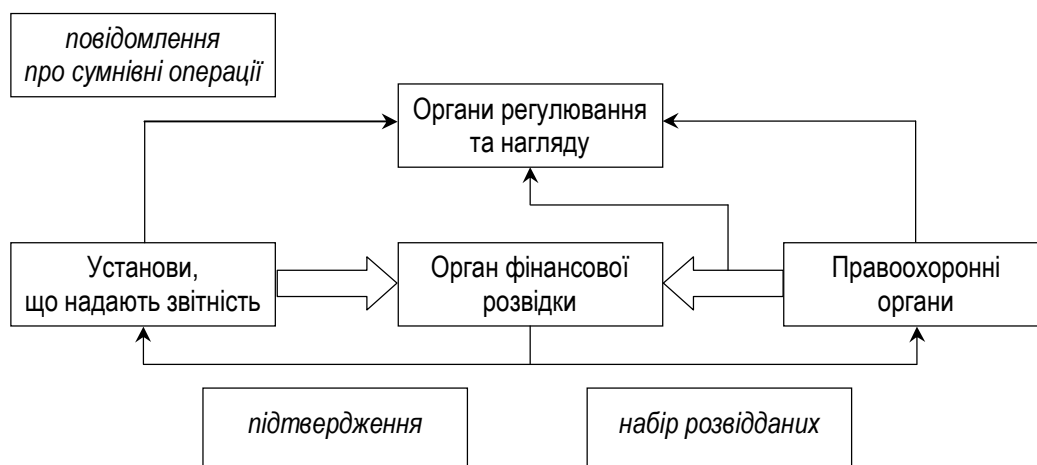 повідомлення
про сумнівні операції
Органи регулювання
та нагляду
Установи,
що надають звітність
Орган фінансової
розвідки
Правоохоронні
органи
підтвердження
набір розвідданих